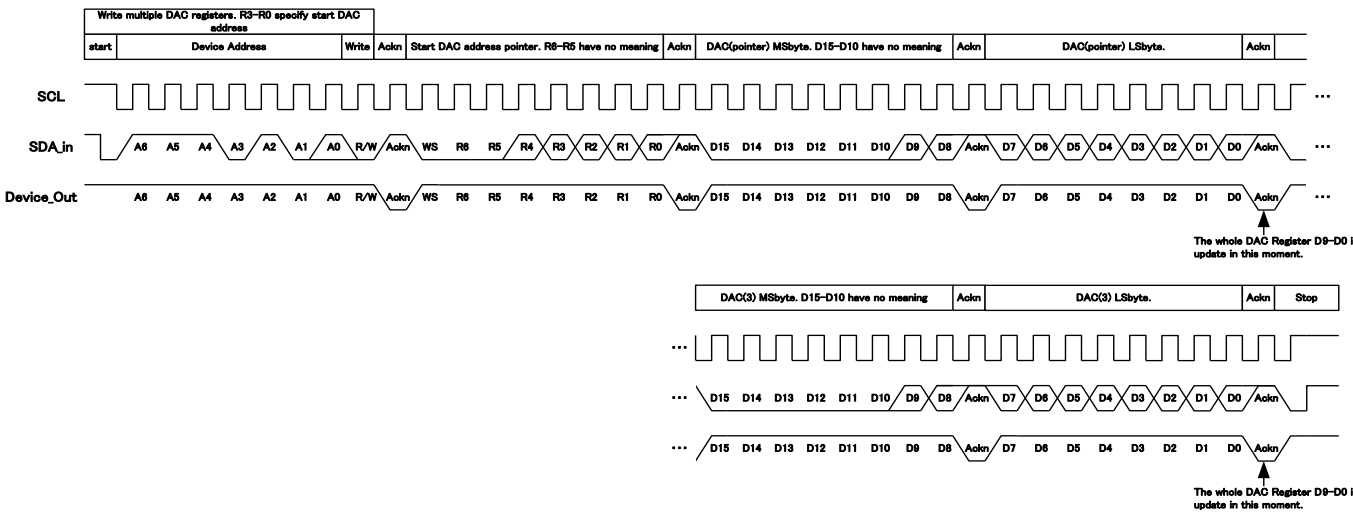 Write multiple DAC registers. R3-R0 specify start DAC
address
start Device Address Write Ackn Start DAC address pointer. R6-R5 have no meaning Ackn DAC(pointer) MSbyte. D15-D10 have no meaning Ackn DAC(pointer) LSbyte. Ackn
SCL ...
SDA_in A6 A5 A4 A3 A2 A1 A0 R/W Ackn WS R6 R5 R4 R3 R2 R1 R0 Ackn D15 D14 D13 D12 D11 D10 D9 D8 Ackn D7 D6 D5 D4 D3 D2 D1 D0 Ackn ...
Device_Out A6 A5 A4 A3 A2 A1 A0 R/W Ackn WS R6 R5 R4 R3 R2 R1 R0 Ackn D15 D14 D13 D12 D11 D10 D9 D8 Ackn D7 D6 D5 D4 D3 D2 D1 D0 Ackn ...
The whole DAC Register D9-D0 i
update in this moment.
DAC(3) MSbyte. D15-D10 have no meaning Ackn DAC(3) LSbyte. Ackn Stop
...
... D15 D14 D13 D12 D11 D10 D9 D8 Ackn D7 D6 D5 D4 D3 D2 D1 D0 Ackn
... D15 D14 D13 D12 D11 D10 D9 D8 Ackn D7 D6 D5 D4 D3 D2 D1 D0 Ackn
The whole DAC Register D9-D0 i
update in this moment.